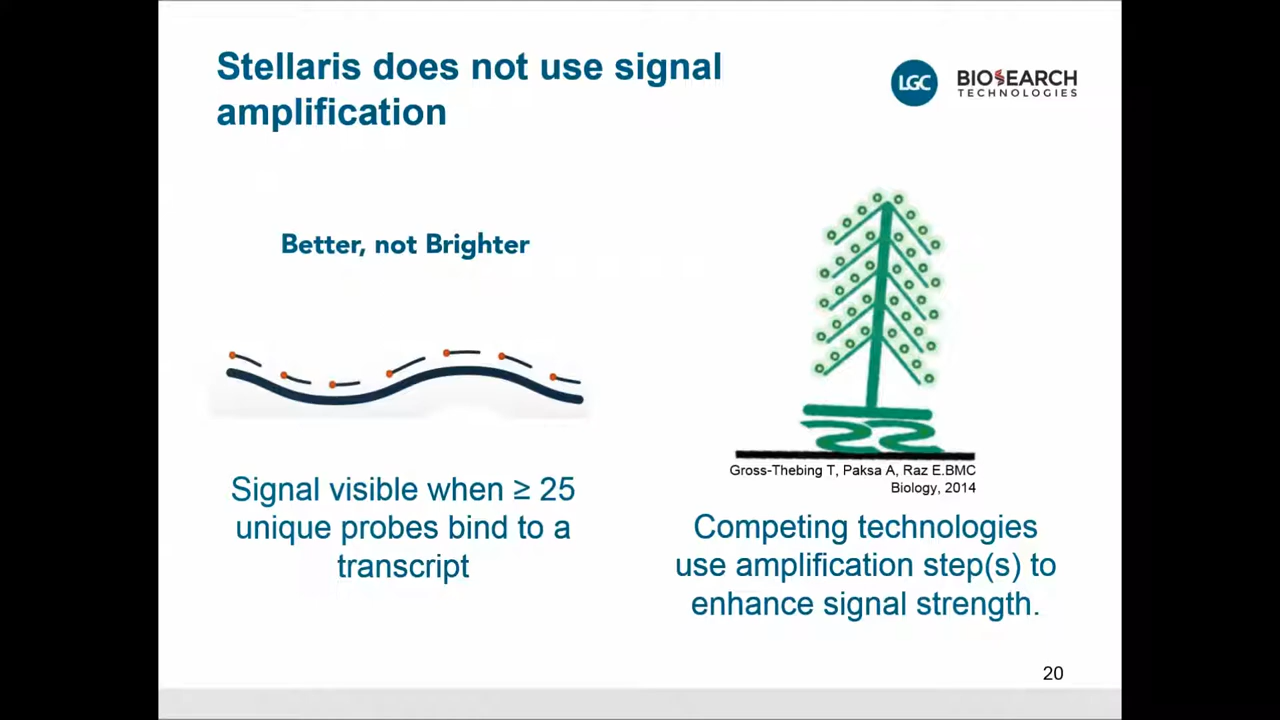 Stellaris does not use signal
amplification
LGC
BIOSEARCH
TECHNOLOGIES
Better, not Brighter
Signal visible when ≥ 25
unique probes bind to a
transcript
Gross-Thebing T, Paksa A, Raz E.BMC
Biology, 2014
Competing technologies
use amplification step(s) to
enhance signal strength.
20